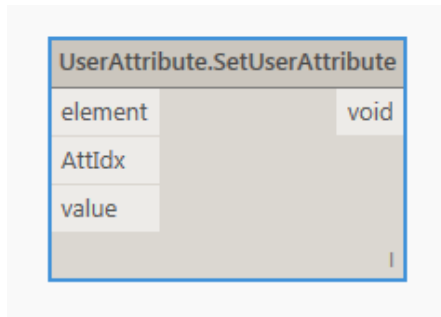 UserAttribute.SetUserAttribute
element
void
AttIdx
value
l